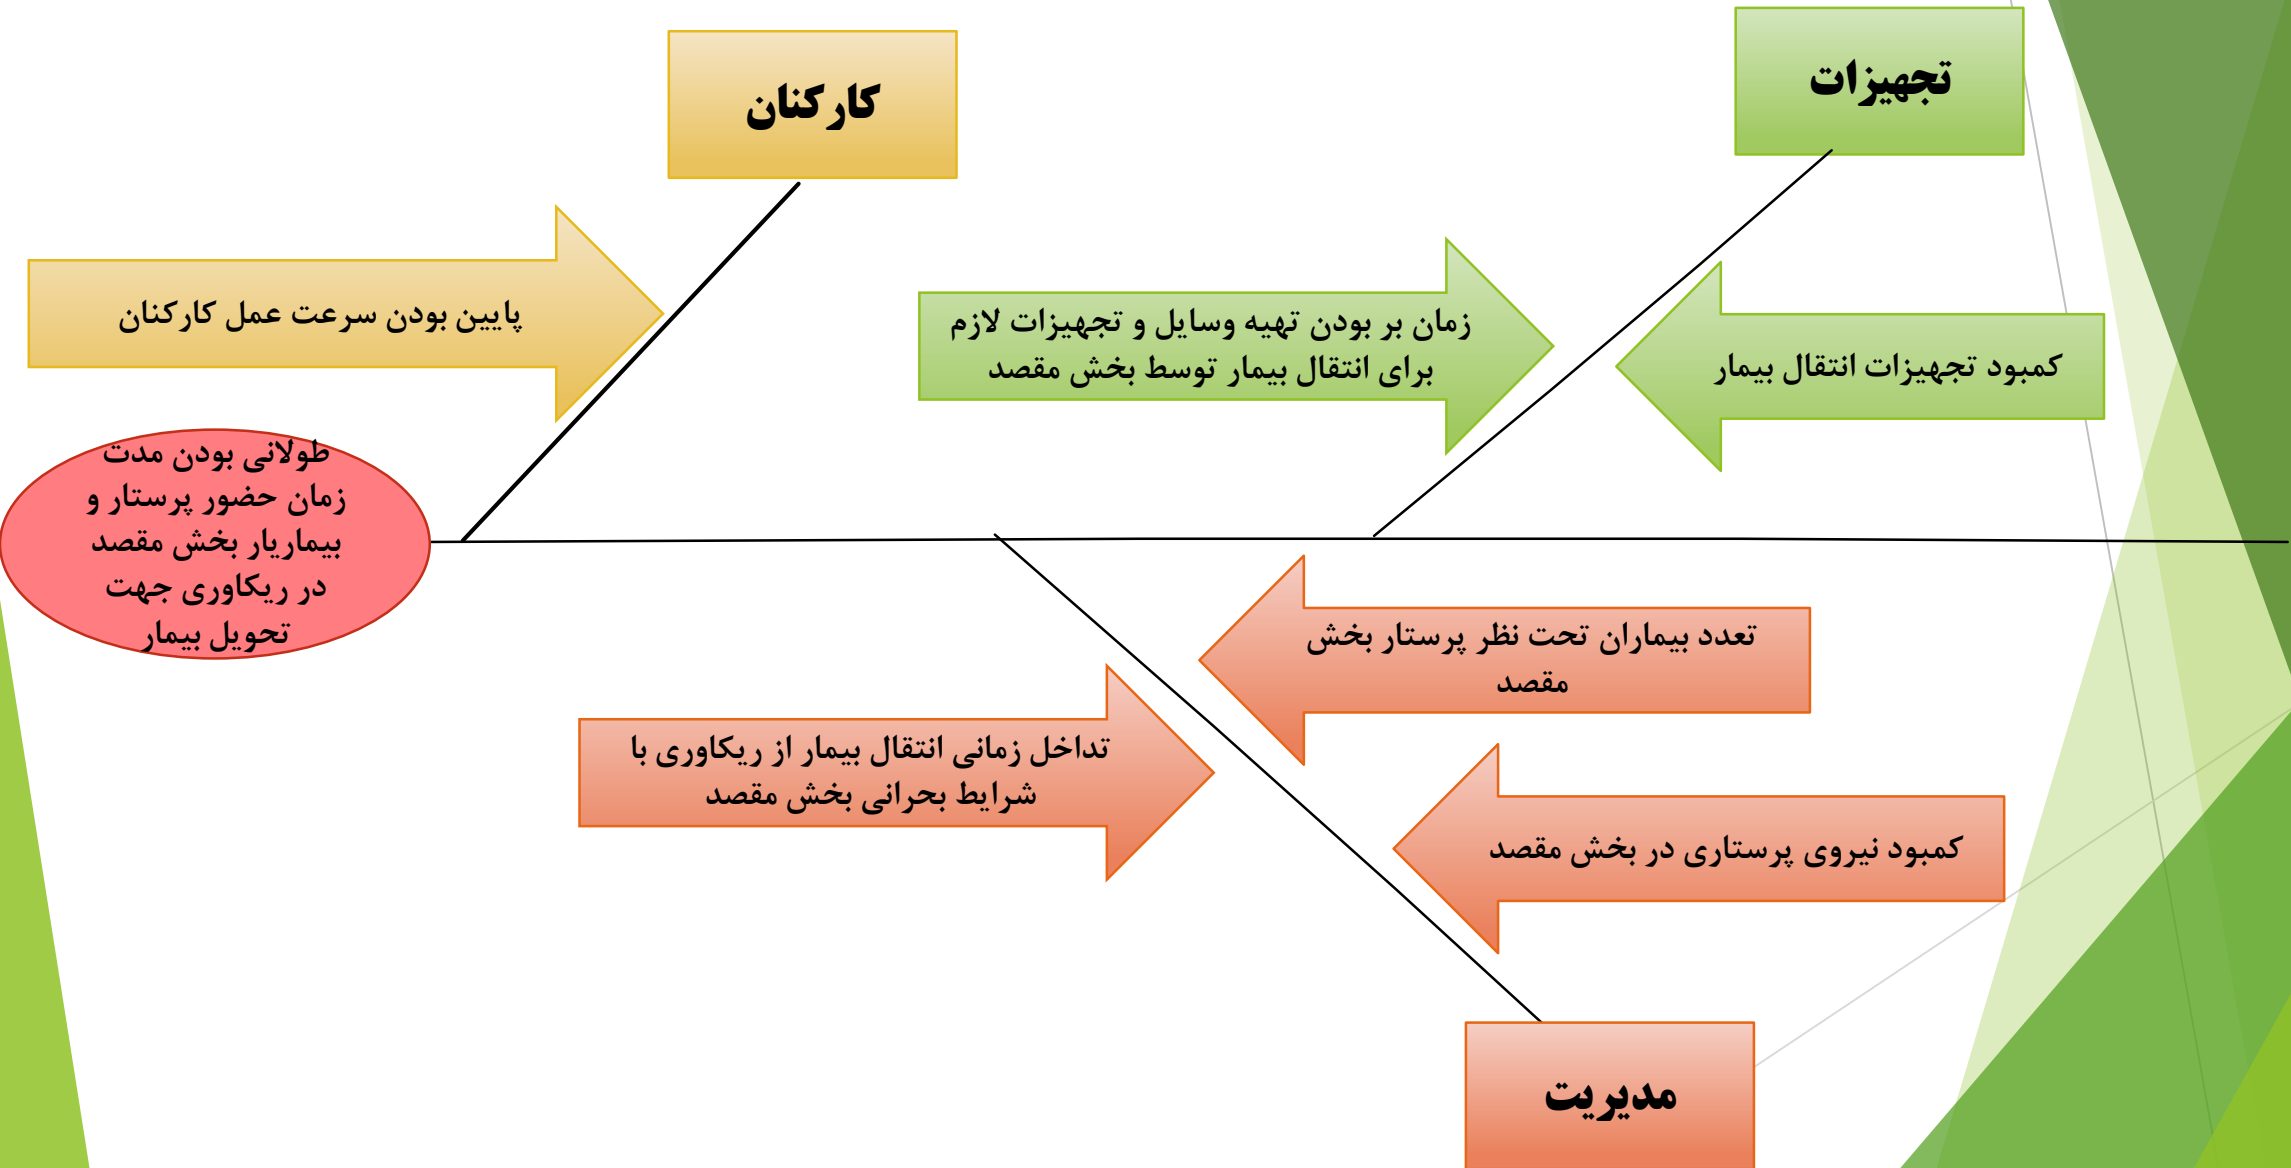 تجهیزات
کارکنان
کمبود تجهیزات انتقال بیمار
زمان بر بودن تهیه وسایل و تجهیزات لازم
برای انتقال بیمار توسط بخش مقصد
پایین بودن سرعت عمل کارکنان
طولانی بودن مدت
زمان حضور پرستار و
بیماریار بخش مقصد
در ریکاوری جهت
تحویل بیمار
تعدد بیماران تحت نظر پرستار بخش
مقصد
تداخل زمانی انتقال بیمار از ریکاوری با
شرایط بحرانی بخش مقصد
کمبود نیروی پرستاری در بخش مقصد
مدیریت